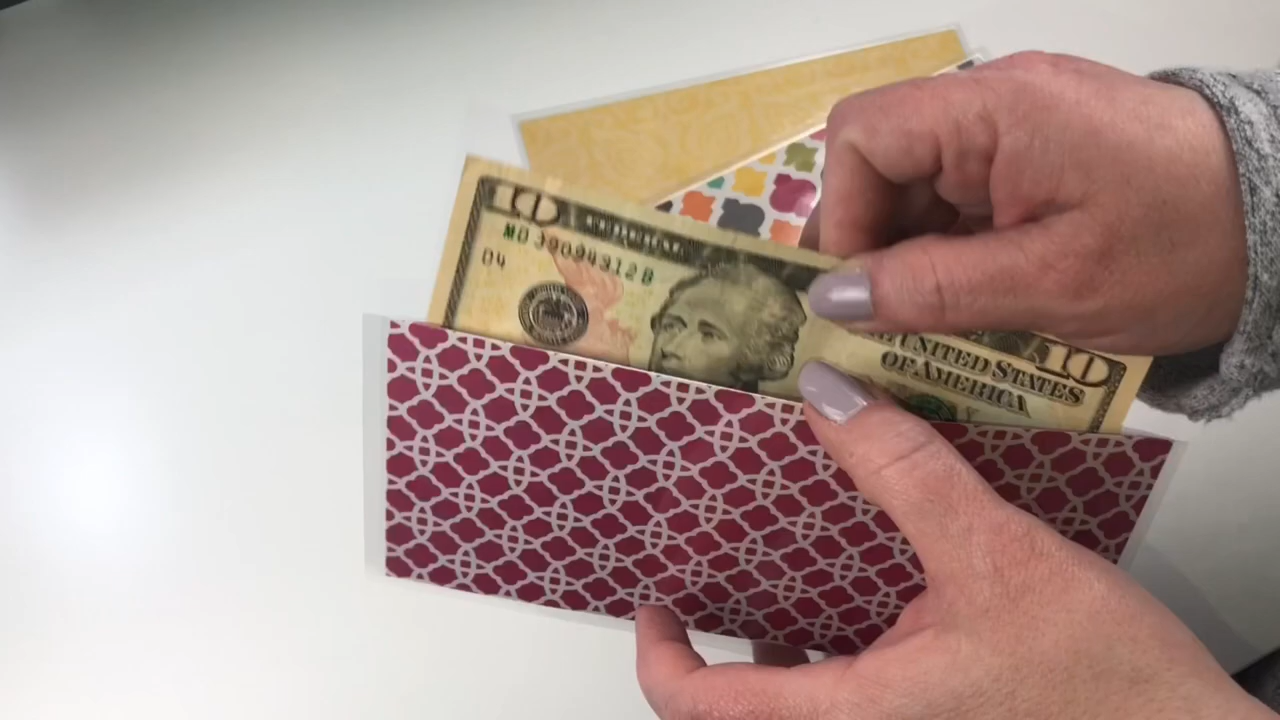 10
MD 39094312B
D4
THE UNITED STATES
OF AMERICA
10